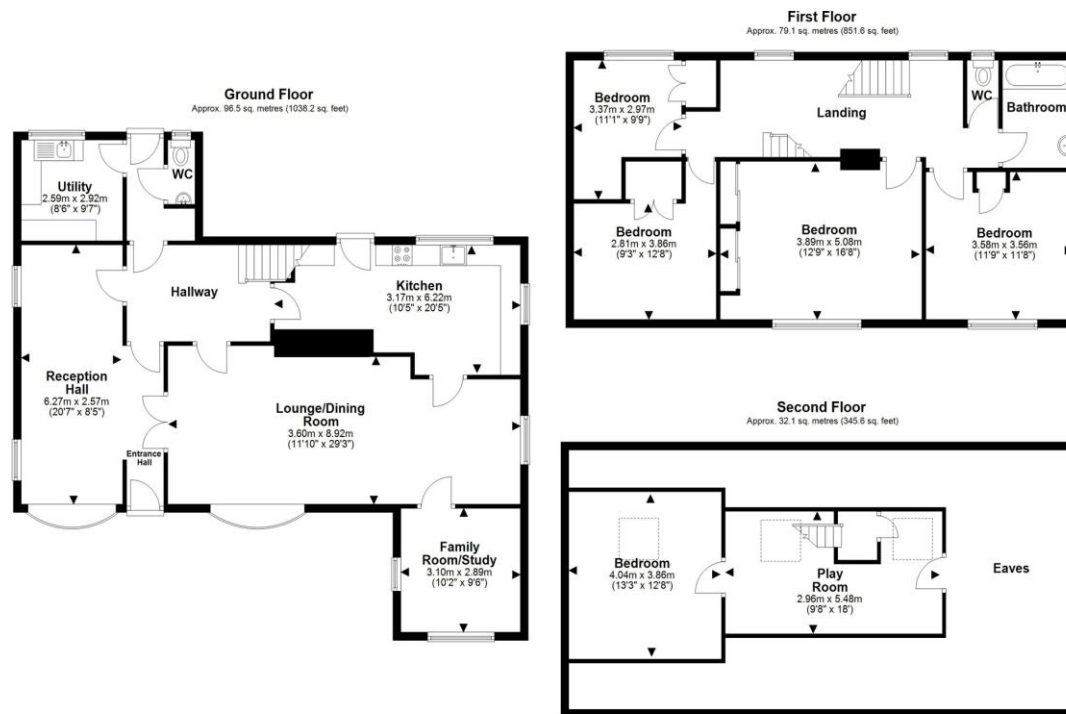 Ground Floor
Approx. 96.5 sq. metres (1038.2 sq. feet)
Utility
2.59m x 2.92m
(8'6" x 9'7")
WC
Hallway
Kitchen
3.17m x 6.22m
(10'5" x 20'5")
Reception
Hall
6.27m x 2.57m
(20'7" x 8'5")
Lounge/Dining
Room
3.60m x 8.92m
(11'10" x 29'3")
Entrance
Hall
Family
Room/Study
3.10m x 2.89m
(10'2" x 9'6")
First Floor
Approx. 79.1 sq. metres (851.6 sq. feet)
Bedroom
3.37m x 2.97m
(11'1" x 9'9")
Landing
WC
Bathroom
Bedroom
2.81m x 3.86m
(9'3" x 12'8")
Bedroom
3.89m x 5.08m
(12'9" x 16'8")
Bedroom
3.58m x 3.56m
(11'9" x 11'8")
Second Floor
Approx. 32.1 sq. metres (345.6 sq. feet)
Bedroom
4.04m x 3.86m
(13'3" x 12'8")
Play
Room
2.96m x 5.48m
(9'8" x 18')
Eaves